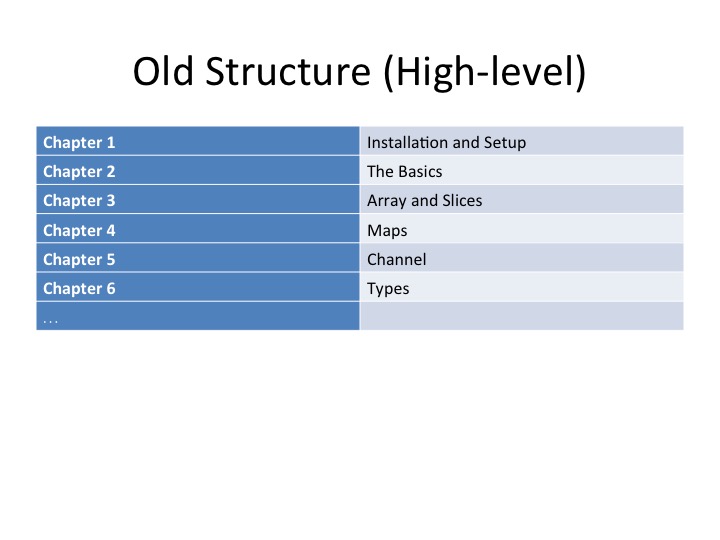 Old Structure (High-level)
Chapter 1 Installation and Setup
Chapter 2 The Basics
Chapter 3 Array and Slices
Chapter 4 Maps
Chapter 5 Channel
Chapter 6 Types
...